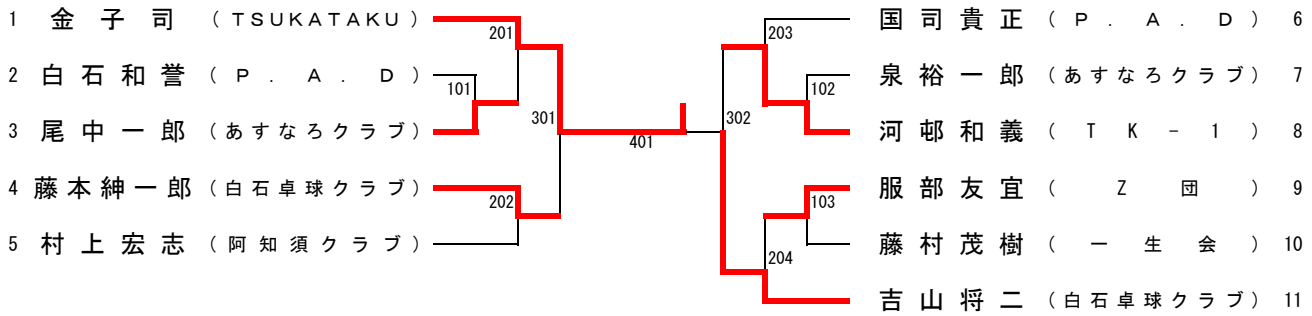 1 金子司 (TSUKATAKU)
2 白石和誉 (P.A.D)
3 尾中一郎 (あすなろクラブ)
4 藤本紳一郎 (白石卓球クラブ)
5 村上宏志 (阿知須クラブ)
201
101
301
202
401
203
102
302
103
204
国司貴正 (P.A.D) 6
泉裕一郎 (あすなろクラブ) 7
河邨和義 (TK-1) 8
服部友宜 (Z団) 9
藤村茂樹 (一生会) 10
吉山将二 (白石卓球クラブ) 11